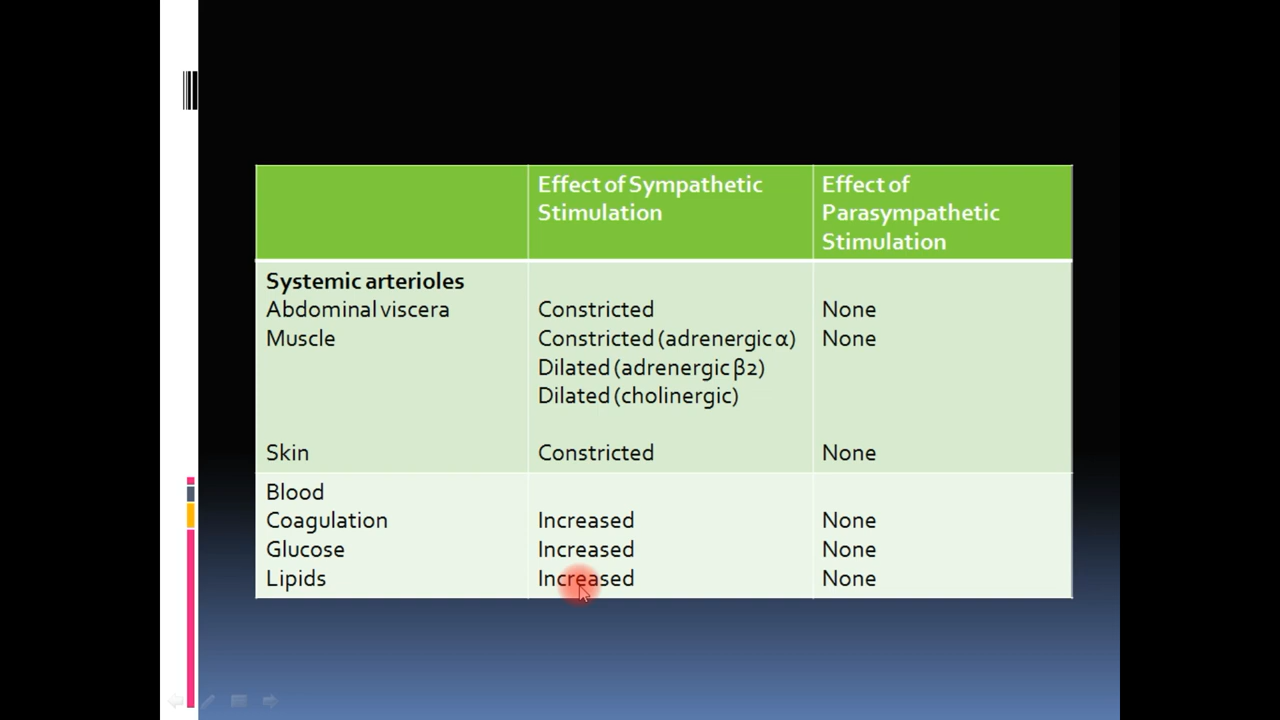 Effect of Sympathetic Stimulation
Effect of Parasympathetic Stimulation
Systemic arterioles
Abdominal viscera Constricted None
Muscle Constricted (adrenergic α) None
Dilated (adrenergic β2)
Dilated (cholinergic)
Skin Constricted None
Blood
Coagulation Increased None
Glucose Increased None
Lipids Increased None